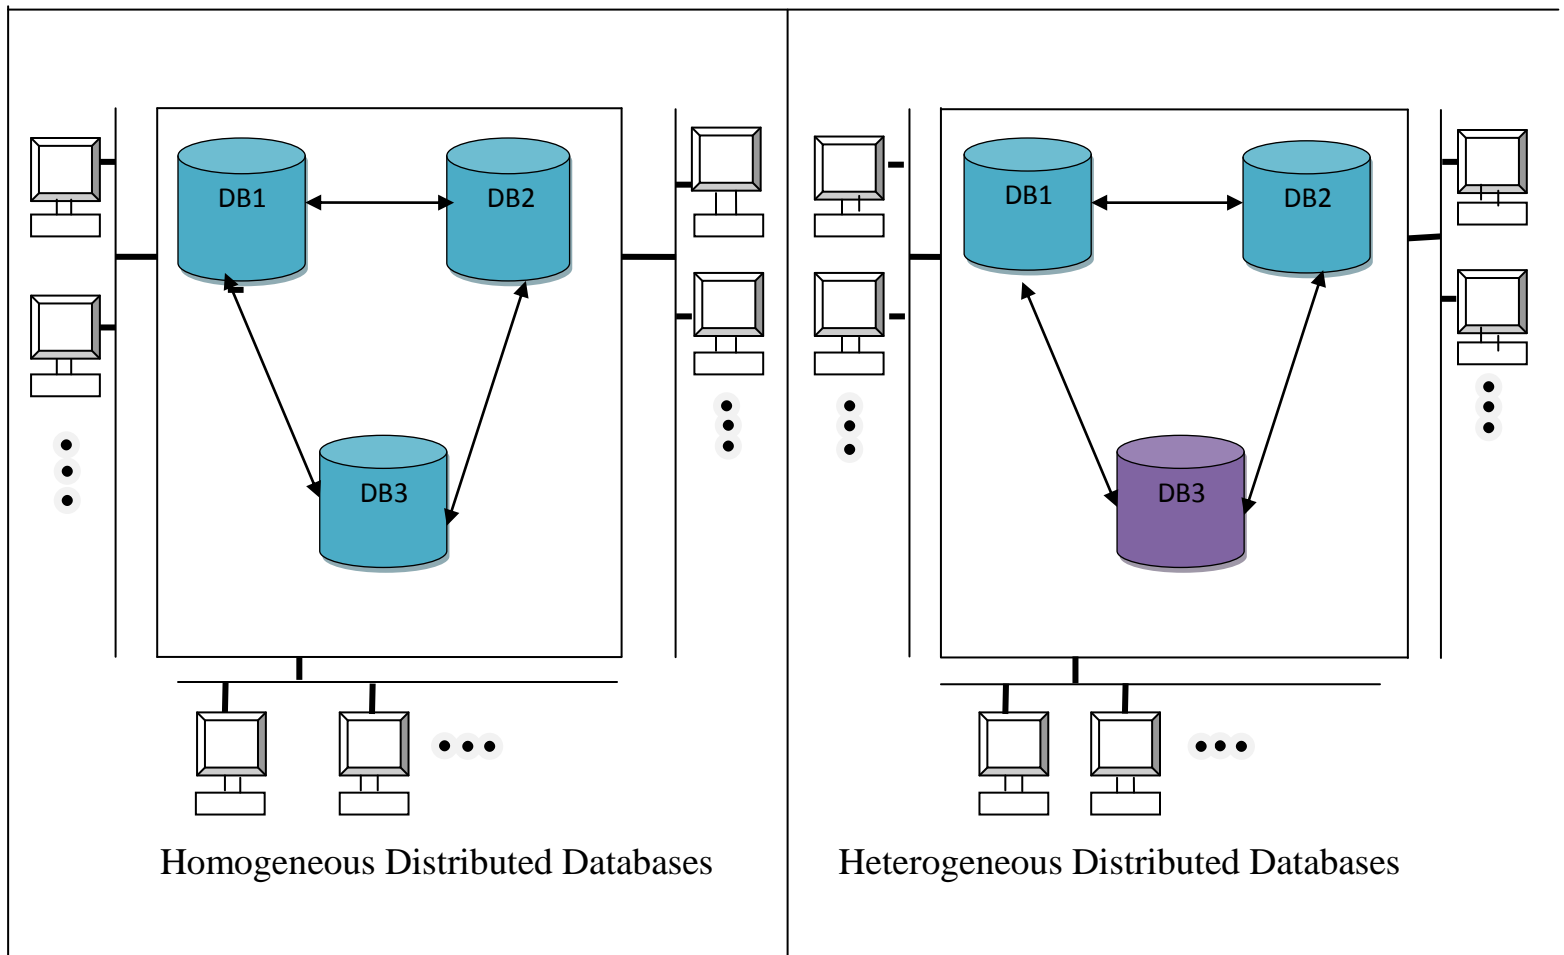 DB1
DB2
DB3
Homogeneous Distributed Databases
DB1
DB2
DB3
Heterogeneous Distributed Databases